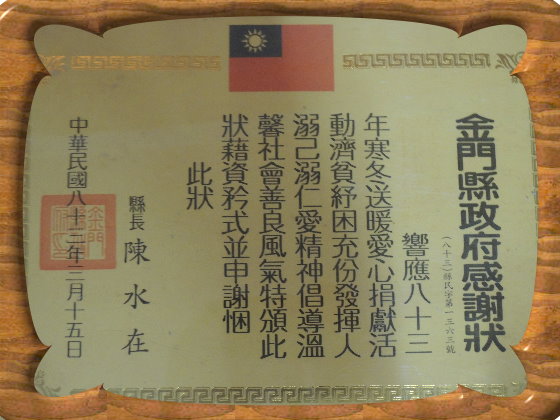 金門縣政府感謝狀
(八十三)縣民字第一三六三號
響應八十三
年寒冬送暖愛心捐獻活
動濟貧紓困充份發揮人
溺己溺仁愛精神倡導溫
馨社會善良風氣特頒此
狀藉資矜式並申謝悃
此狀
縣長 陳水在
中華民國八十三年三月十五日